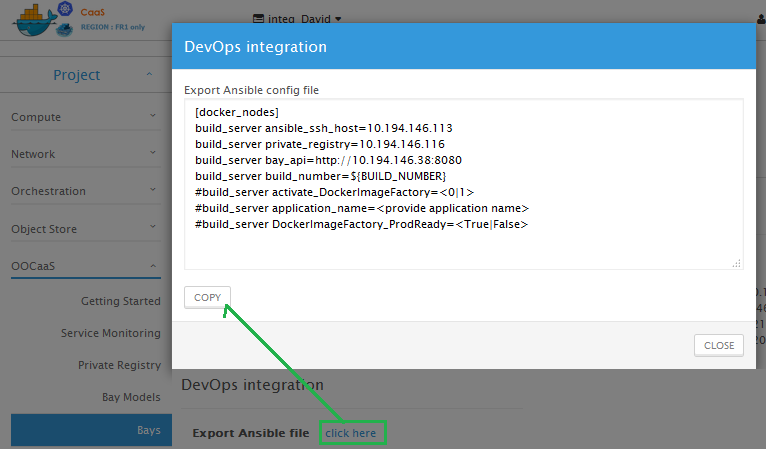 CaaS
REGION : FR1 only
integ_David
Project
Compute
Network
Orchestration
Object Store
OOCaaS
Getting Started
Service Monitoring
Private Registry
Bay Models
Bays
DevOps integration
Export Ansible config file
[docker_nodes]
build_server ansible_ssh_host=10.194.146.113
build_server private_registry=10.194.146.116
build_server bay_api=http://10.194.146.38:8080
build_server build_number=${BUILD_NUMBER}
#build_server activate_DockerImageFactory=<0|1>
#build_server application_name=<provide application name>
#build_server DockerImageFactory_ProdReady=<True|False>
COPY
CLOSE
DevOps integration
Export Ansible file click here